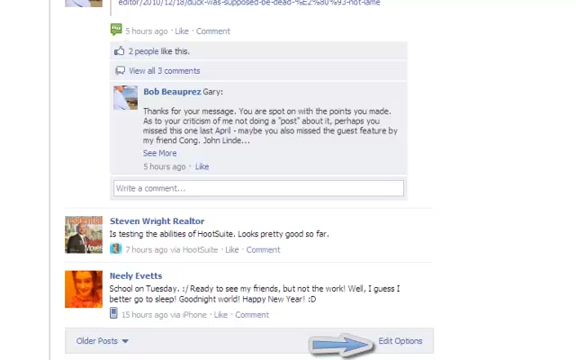 editor/2010/12/18/duck-was-supposed-to-be-dead-%E2%80%93-not-lame
5 hours ago · Like · Comment
2 people like this.
View all 3 comments
Bob Beauprez Gary:
Thanks for your message. You are spot on with the points you made.
As to your criticism of me not doing a "post" about it, perhaps you
missed this one last April - maybe you also missed the guest feature by
my friend Cong. John Linde...
See More
5 hours ago · Like
Write a comment...
Steven Wright Realtor
Is testing the abilities of HootSuite. Looks pretty good so far.
7 hours ago via HootSuite · Like · Comment
Neely Evetts
School on Tuesday. :/ Ready to see my friends, but not the work! Well, I guess I
better go to sleep! Goodnight world! Happy New Year! :D
15 hours ago via iPhone · Like · Comment
Older Posts
Edit Options